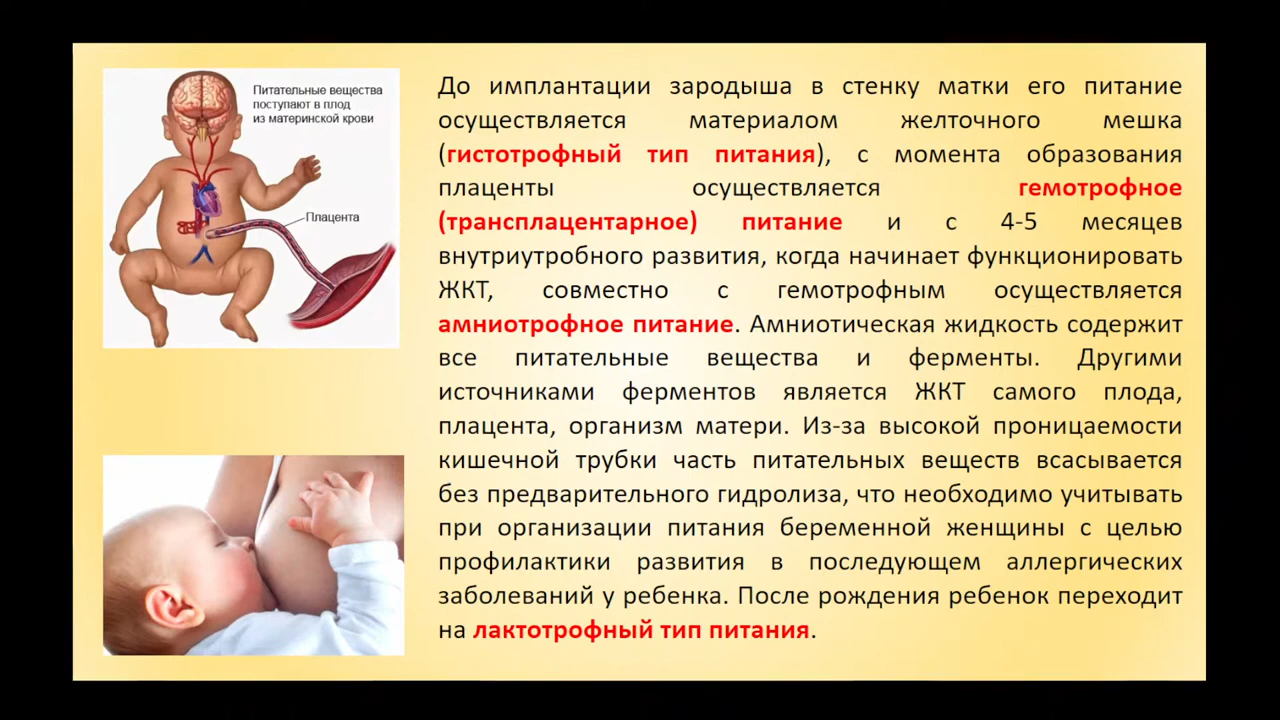 Питательные вещества
поступают в плод
из материнской крови
Плацента
До имплантации зародыша в стенку матки его питание
осуществляется материалом желточного мешка
(гистотрофный тип питания), с момента образования
плаценты осуществляется гемотрофное
(трансплацентарное) питание и с 4-5 месяцев
внутриутробного развития, когда начинает функционировать
ЖКТ, совместно с гемотрофным осуществляется
амниотрофное питание. Амниотическая жидкость содержит
все питательные вещества и ферменты. Другими
источниками ферментов является ЖКТ самого плода,
плацента, организм матери. Из-за высокой проницаемости
кишечной трубки часть питательных веществ всасывается
без предварительного гидролиза, что необходимо учитывать
при организации питания беременной женщины с целью
профилактики развития в последующем аллергических
заболеваний у ребенка. После рождения ребенок переходит
на лактотрофный тип питания.